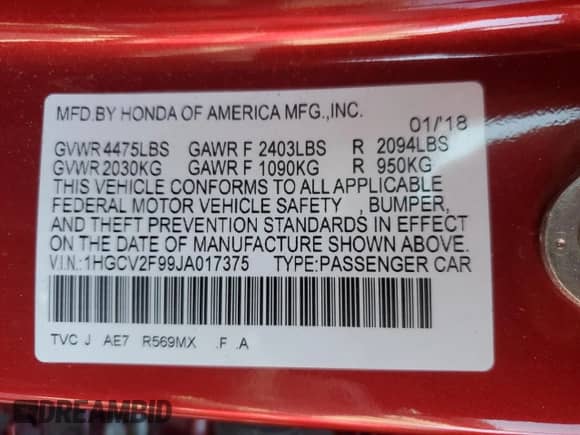 MFD.BY HONDA OF AMERICA MFG.,INC. 01/'18
GVWR 4475LBS GAWR F 2403LBS R 2094LBS
GVWR 2030KG GAWR F 1090KG R 950KG
THIS VEHICLE CONFORMS TO ALL APPLICABLE
FEDERAL MOTOR VEHICLE SAFETY , BUMPER,
AND THEFT PREVENTION STANDARDS IN EFFECT
ON THE DATE OF MANUFACTURE SHOWN ABOVE.
V.I.N.:1HGCV2F99JA017375 TYPE:PASSENGER CAR
TVC J AE7 R569MX .F .A
DREAMBID